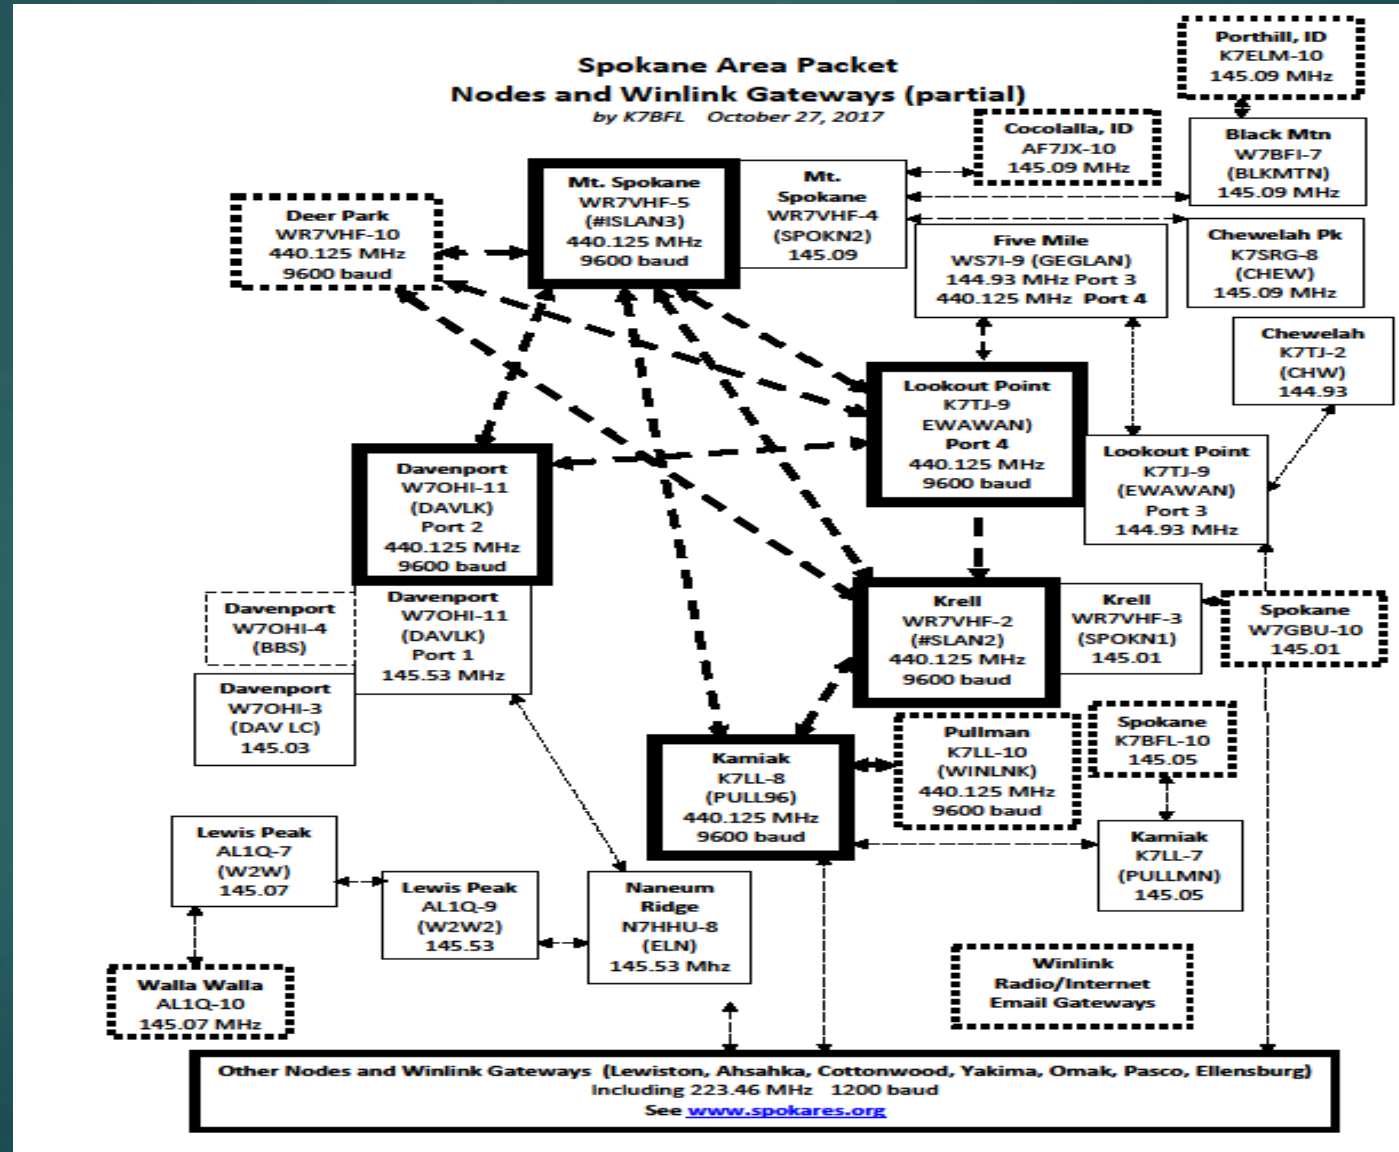 Spokane Area Packet
Nodes and Winlink Gateways (partial)
by K7BFL October 27, 2017
Porthill, ID
K7ELM-10
145.09 MHz
Cocolalla, ID
AF7JX-10
145.09 MHz
Black Mtn
W7BFI-7
(BLKMTN)
145.09 MHz
Mt. Spokane
WR7VHF-5
(#ISLAN3)
440.125 MHz
9600 baud
Mt.
Spokane
WR7VHF-4
(SPOKN2)
145.09
Deer Park
WR7VHF-10
440.125 MHz
9600 baud
Five Mile
WS7I-9 (GEGLAN)
144.93 MHz Port 3
440.125 MHz Port 4
Chewelah Pk
K7SRG-8
(CHEW)
145.09 MHz
Chewelah
K7TJ-2
(CHW)
144.93
Lookout Point
K7TJ-9
EWAWAN)
Port 4
440.125 MHz
9600 baud
Lookout Point
K7TJ-9
(EWAWAN)
Port 3
144.93 MHz
Davenport
W7OHI-11
(DAVLK)
Port 2
440.125 MHz
9600 baud
Davenport
W7OHI-4
(BBS)
Davenport
W7OHI-11
(DAVLK)
Port 1
145.53 MHz
Davenport
W7OHI-3
(DAV LC)
145.03
Krell
WR7VHF-2
(#SLAN2)
440.125 MHz
9600 baud
Krell
WR7VHF-3
(SPOKN1)
145.01
Spokane
W7GBU-10
145.01
Kamiak
K7LL-8
(PULL96)
440.125 MHz
9600 baud
Pullman
K7LL-10
(WINLNK)
440.125 MHz
9600 baud
Spokane
K7BFL-10
145.05
Kamiak
K7LL-7
(PULLMN)
145.05
Lewis Peak
AL1Q-7
(W2W)
145.07
Lewis Peak
AL1Q-9
(W2W2)
145.53
Naneum
Ridge
N7HHU-8
(ELN)
145.53 Mhz
Walla Walla
AL1Q-10
145.07 MHz
Winlink
Radio/Internet
Email Gateways
Other Nodes and Winlink Gateways (Lewiston, Ahsahka, Cottonwood, Yakima, Omak, Pasco, Ellensburg)
Including 223.46 MHz 1200 baud
See www.spokares.org